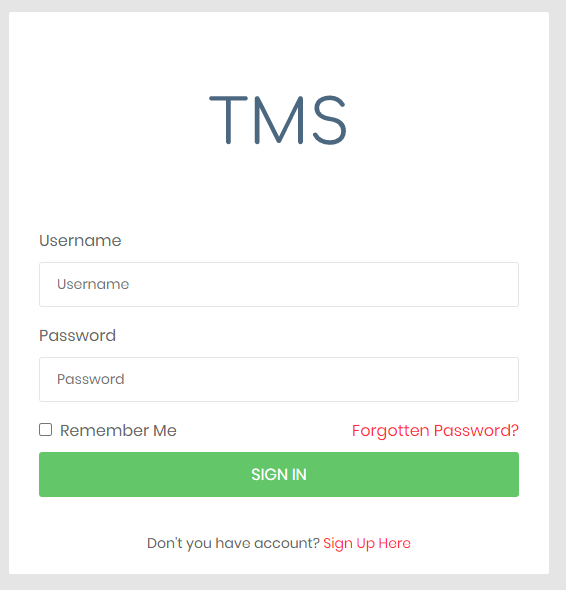 TMS
Username
Username
Password
Password
Remember Me Forgotten Password?
SIGN IN
Don't you have account? Sign Up Here